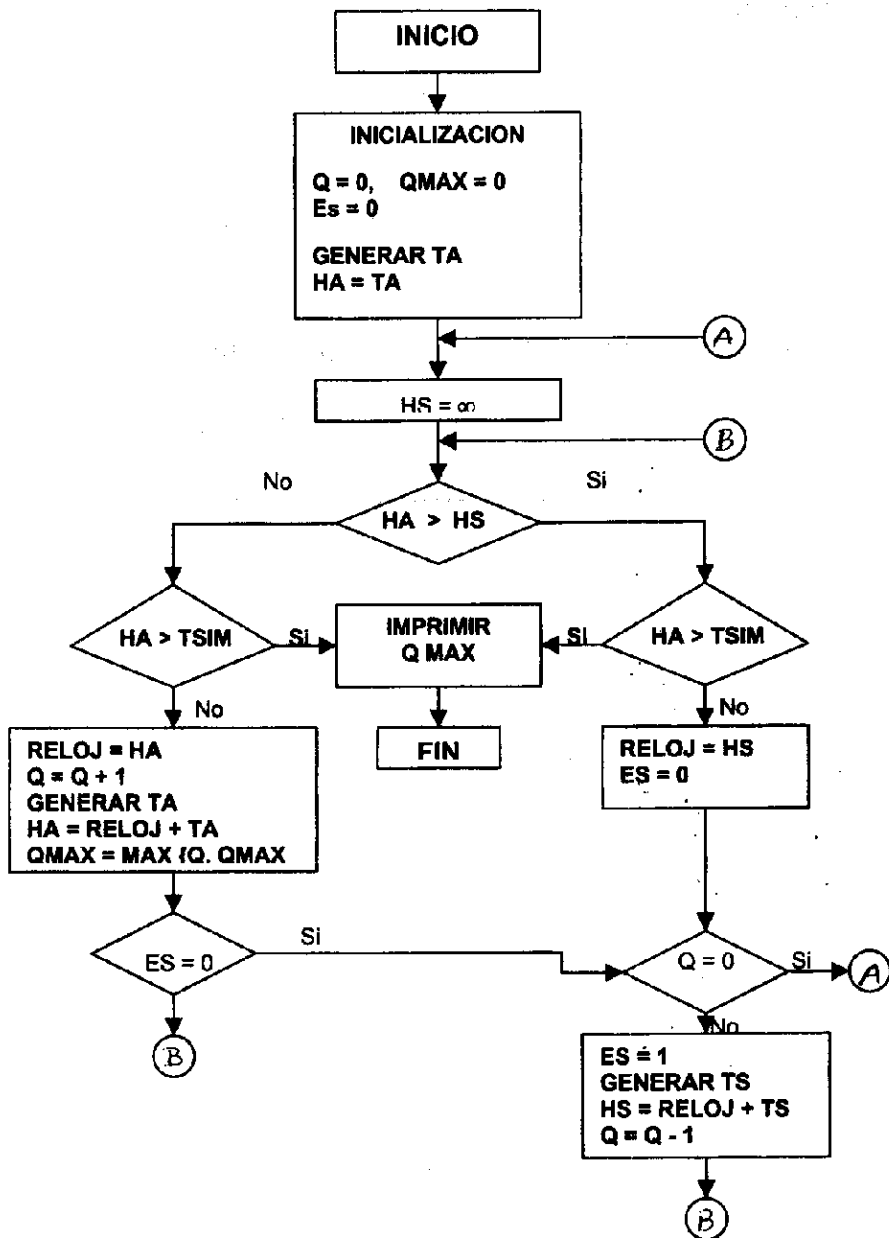 INICIO
INICIALIZACION
Q = 0, QMAX = 0
Es = 0
GENERAR TA
HA = TA
A
HS = ∞
B
No
Si
HA > HS
HA > TSIM
Si
IMPRIMIR
Q MAX
Si
HA > TSIM
No
No
RELOJ = HA
Q = Q + 1
GENERAR TA
HA = RELOJ + TA
QMAX = MAX {Q. QMAX
FIN
RELOJ = HS
ES = 0
ES = 0
Si
Q = 0
Si
A
No
B
ES = 1
GENERAR TS
HS = RELOJ + TS
Q = Q - 1
B